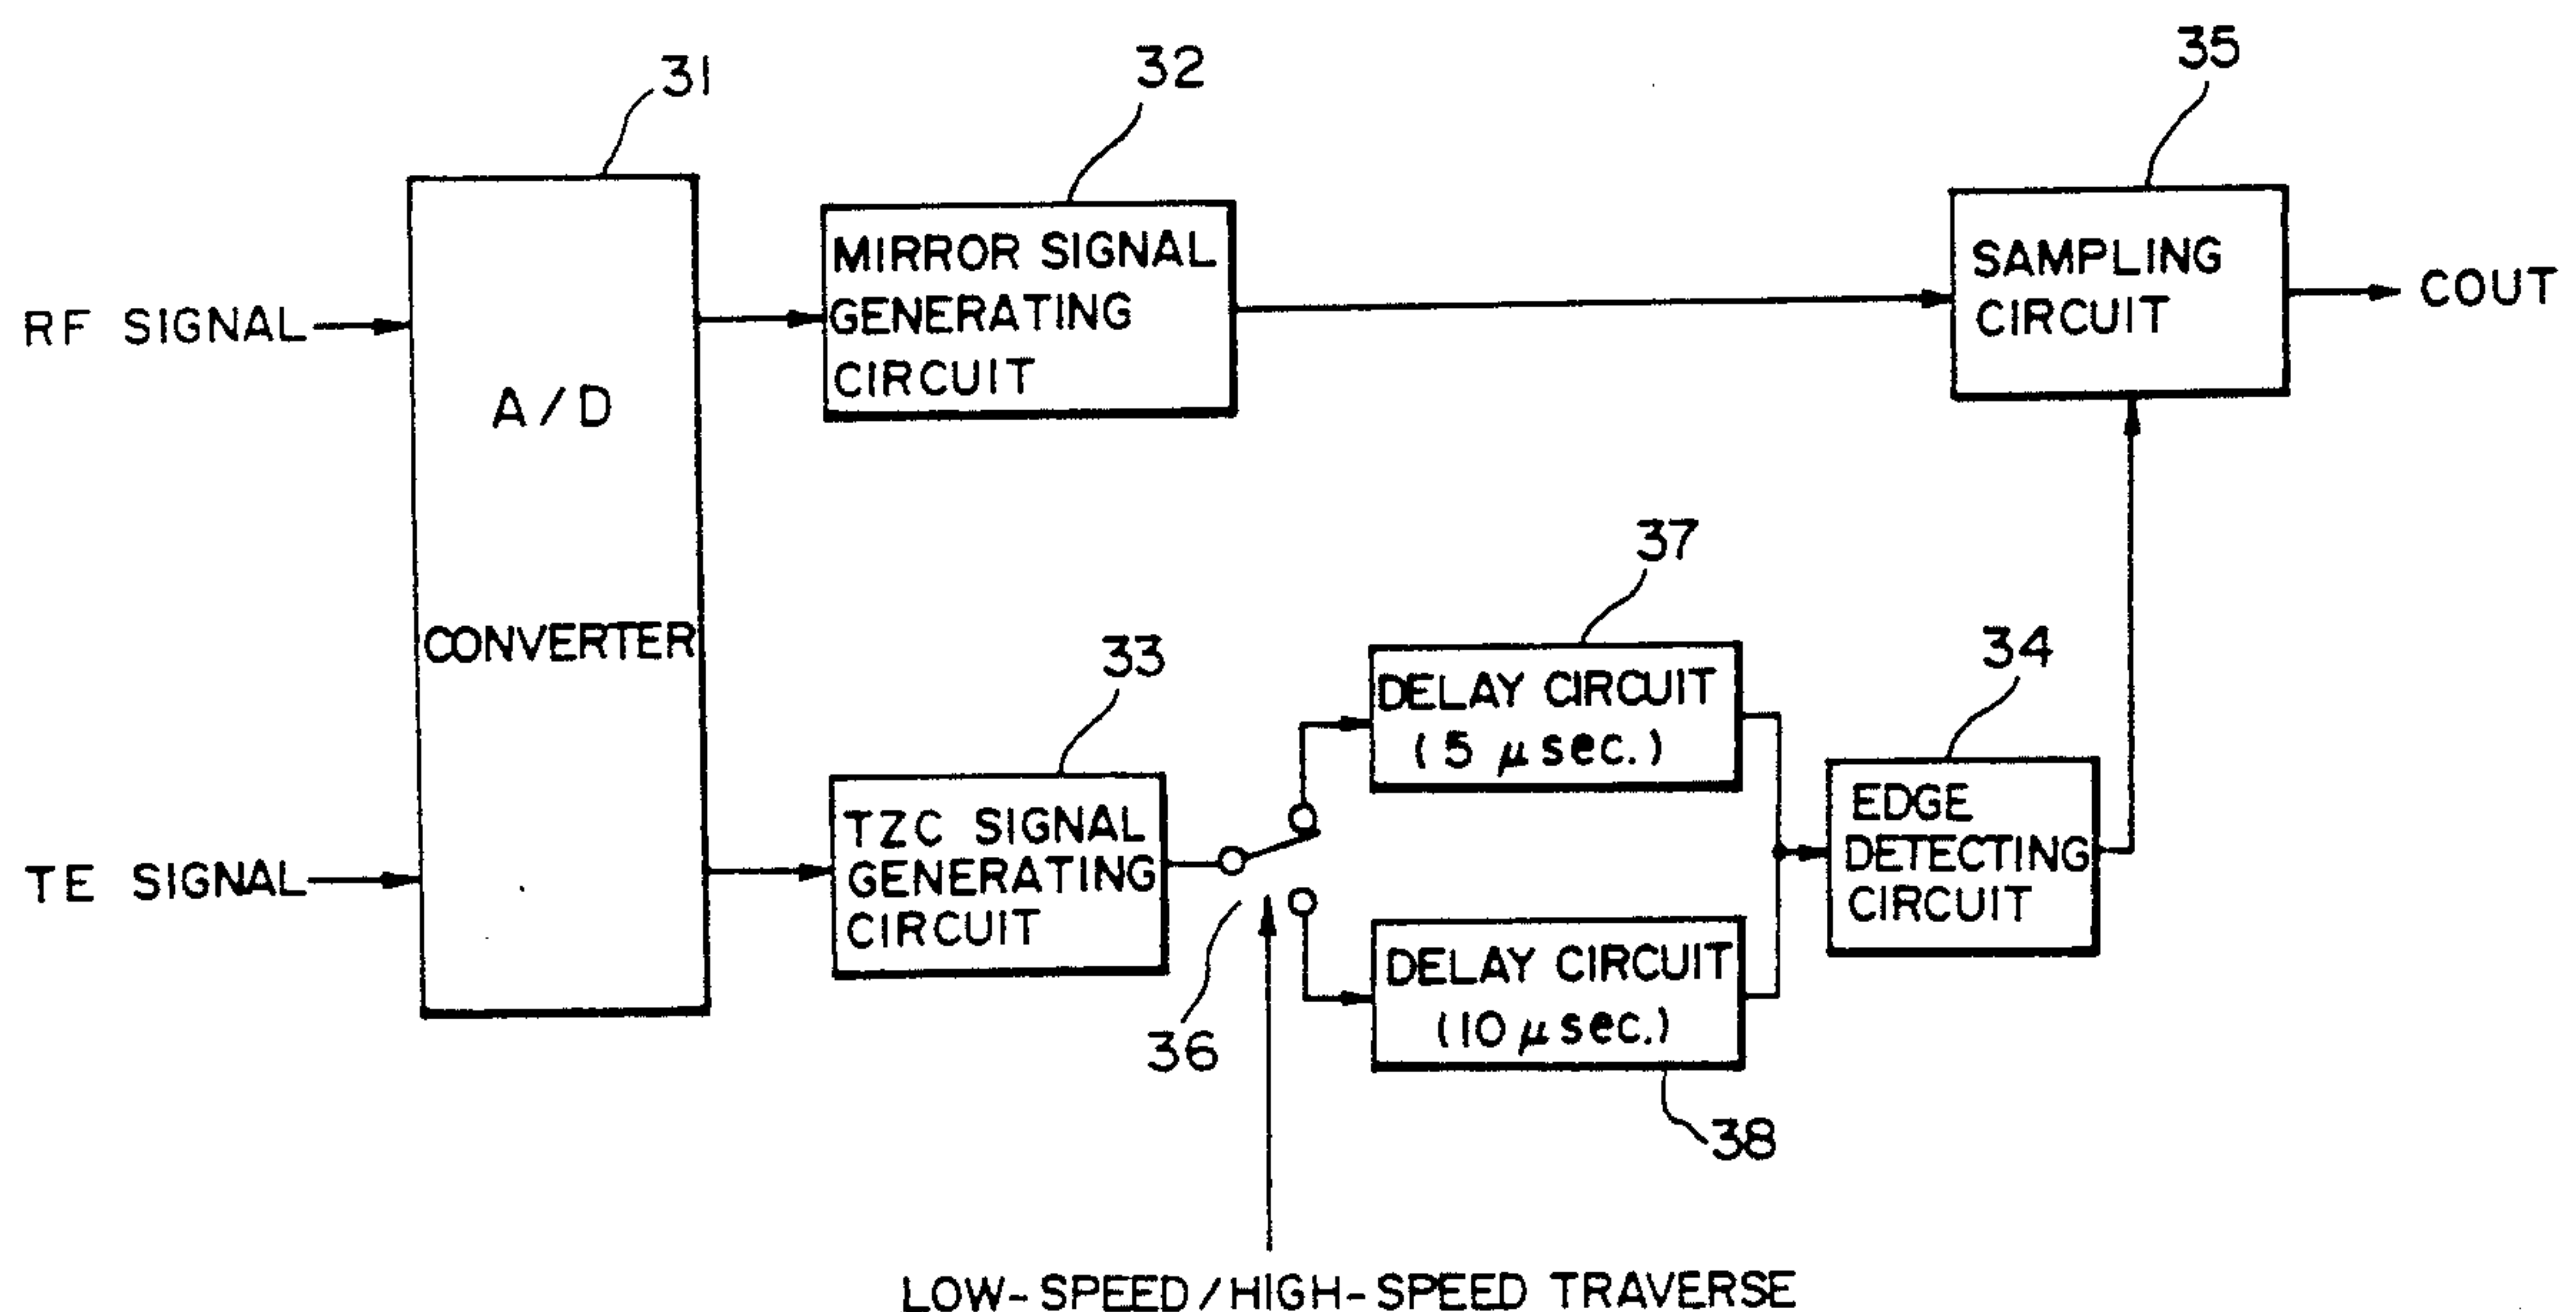 31
32
35
RF SIGNAL
A/D
CONVERTER
MIRROR SIGNAL
GENERATING
CIRCUIT
SAMPLING
CIRCUIT
COUT
37
33
34
DELAY CIRCUIT
(5 μsec.)
TE SIGNAL
TZC SIGNAL
GENERATING
CIRCUIT
EDGE
DETECTING
CIRCUIT
36
DELAY CIRCUIT
(10 μsec.)
38
LOW-SPEED/HIGH-SPEED TRAVERSE